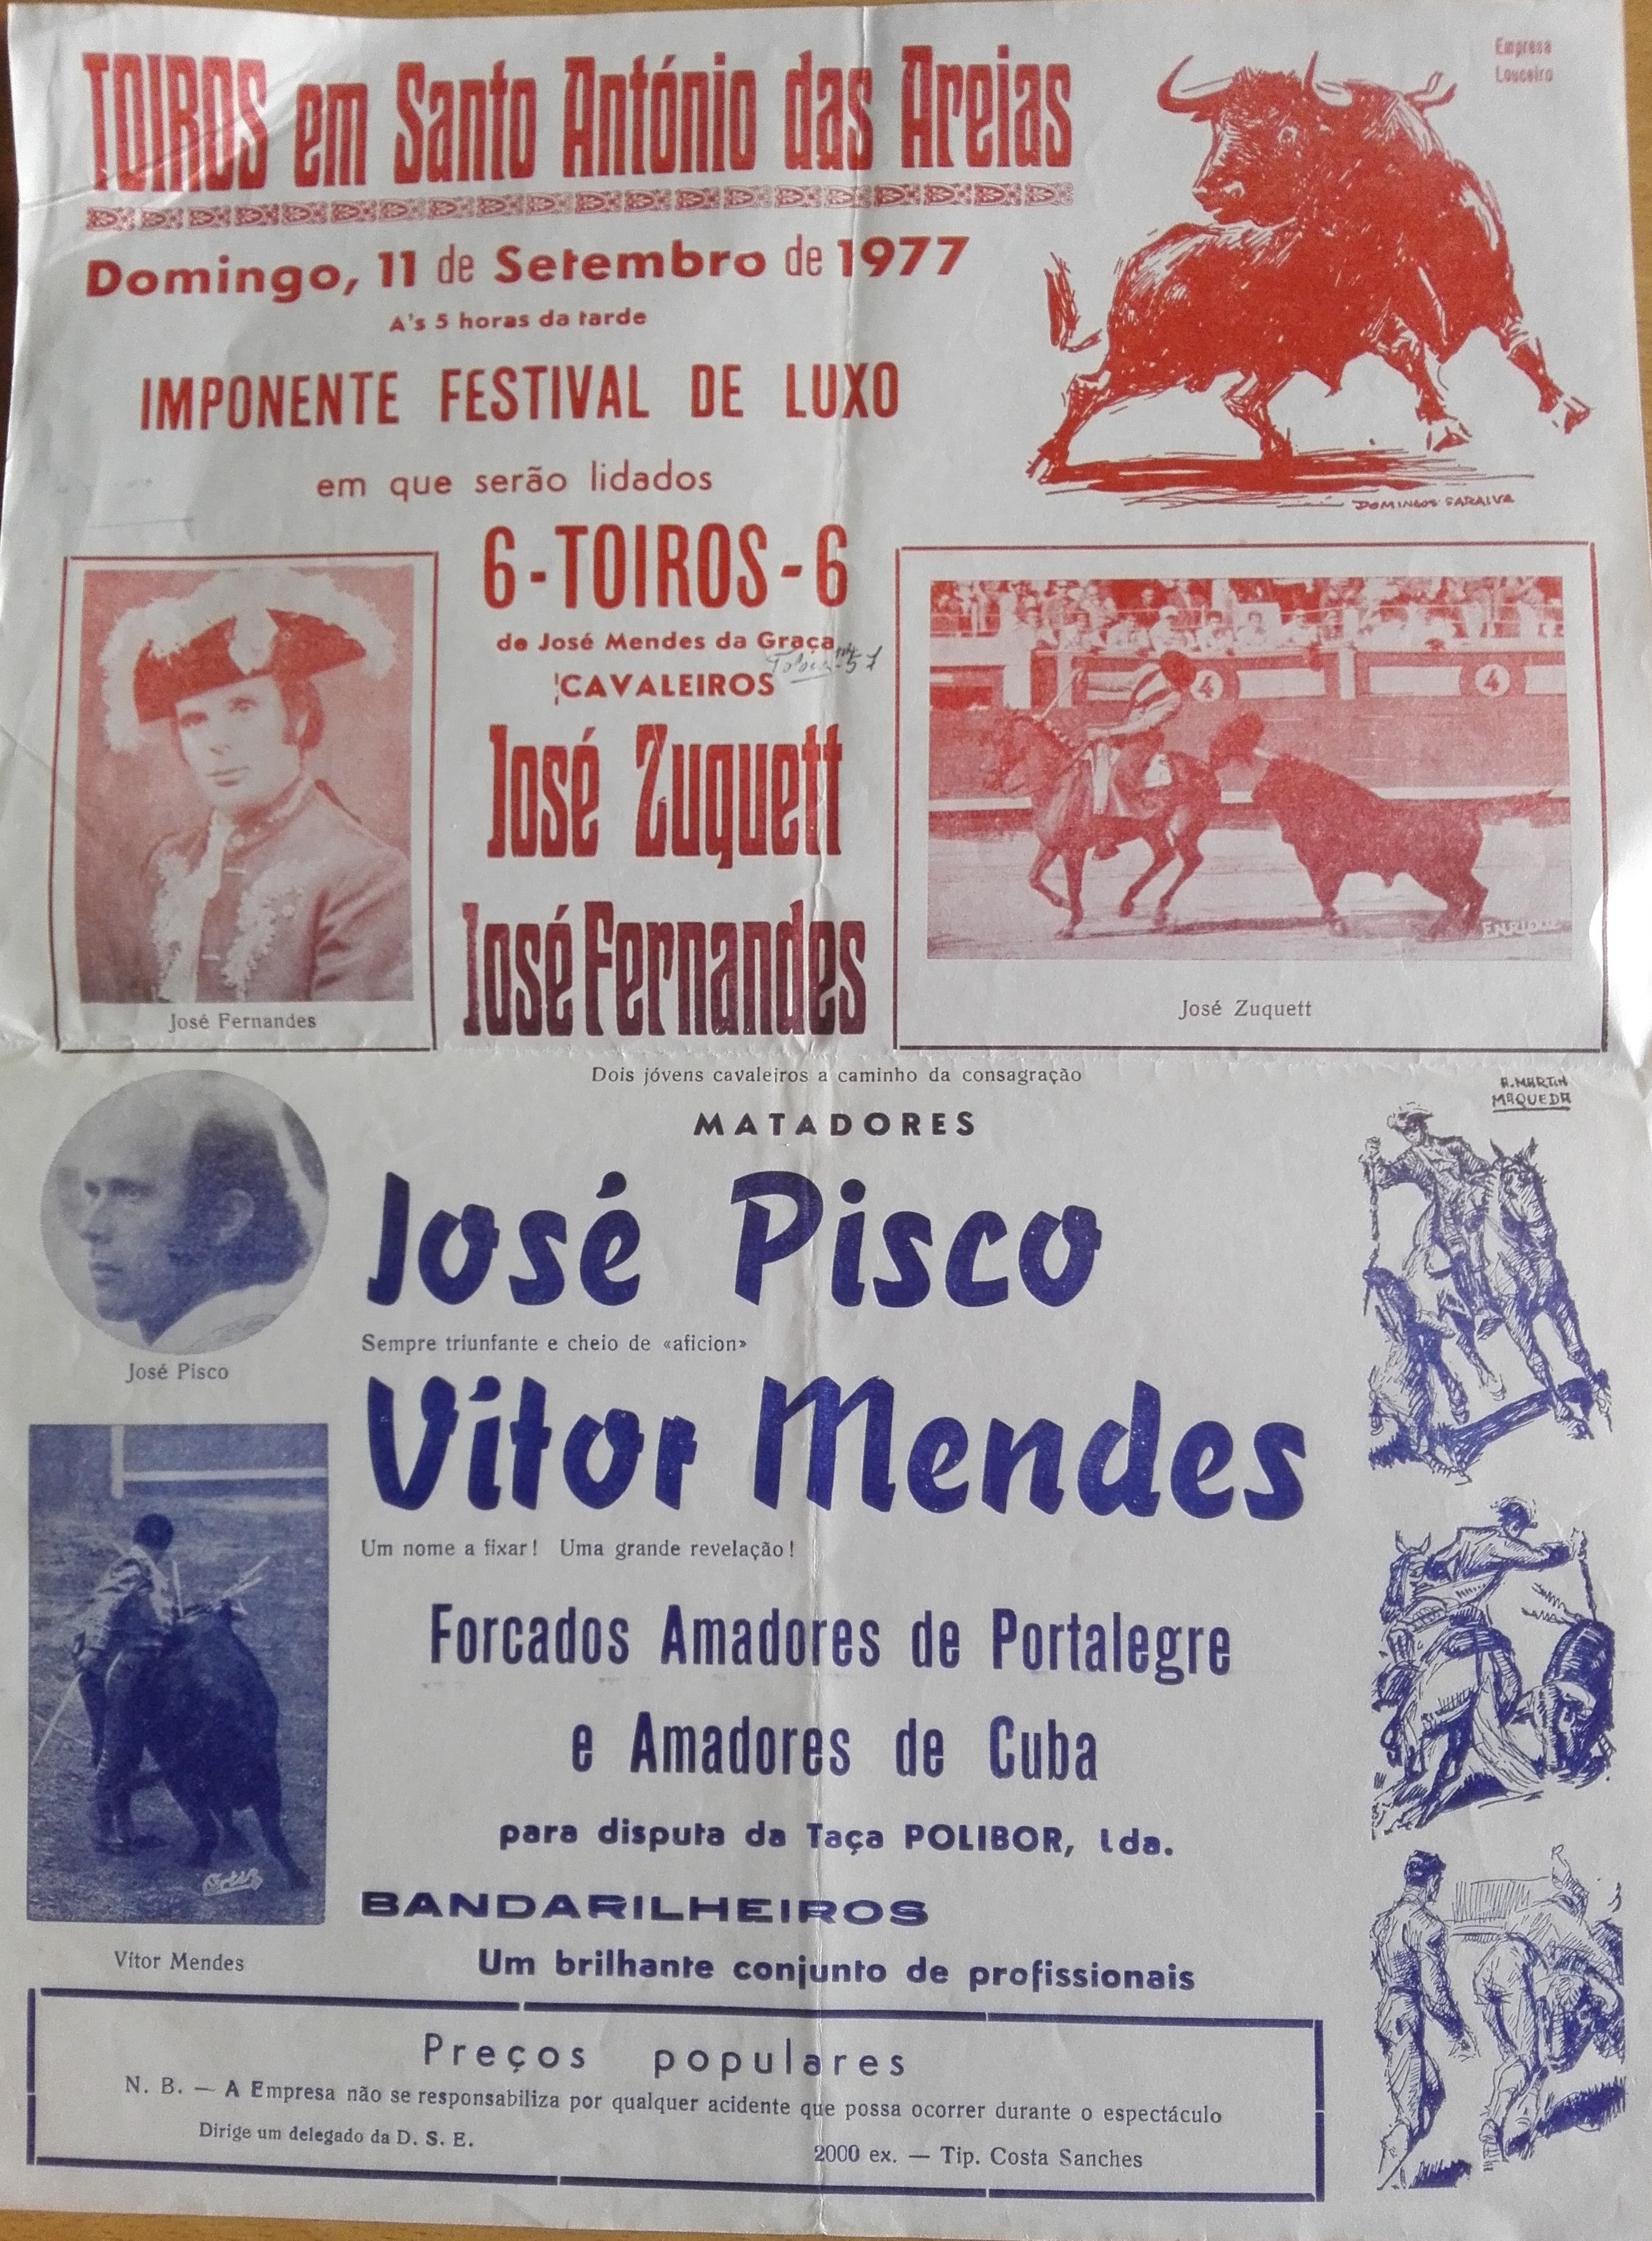 TOIROS em Santo António das Areias
Empresa
Louceiro
Domingo, 11 de Setembro de 1977
A's 5 horas da tarde
IMPONENTE FESTIVAL DE LUXO
em que serão lidados
DOMINGOS SARAIVA
6-TOIROS-6
de José Mendes da Graça
CAVALEIROS
José Zuquett
José Fernandes
4
4
José Fernandes
José Zuquett
Dois jóvens cavaleiros a caminho da consagração
A. MARTIN
MAQUEDA
MATADORES
José Pisco
Sempre triunfante e cheio de «aficion»
José Pisco
Vítor Mendes
Um nome a fixar! Uma grande revelação!
Forcados Amadores de Portalegre
e Amadores de Cuba
para disputa da Taça POLIBOR, Lda.
BANDARILHEIROS
Um brilhante conjunto de profissionais
Vítor Mendes
Preços populares
N. B. — A Empresa não se responsabiliza por qualquer acidente que possa ocorrer durante o espectáculo
Dirige um delegado da D. S. E.
2000 ex. — Tip. Costa Sanches